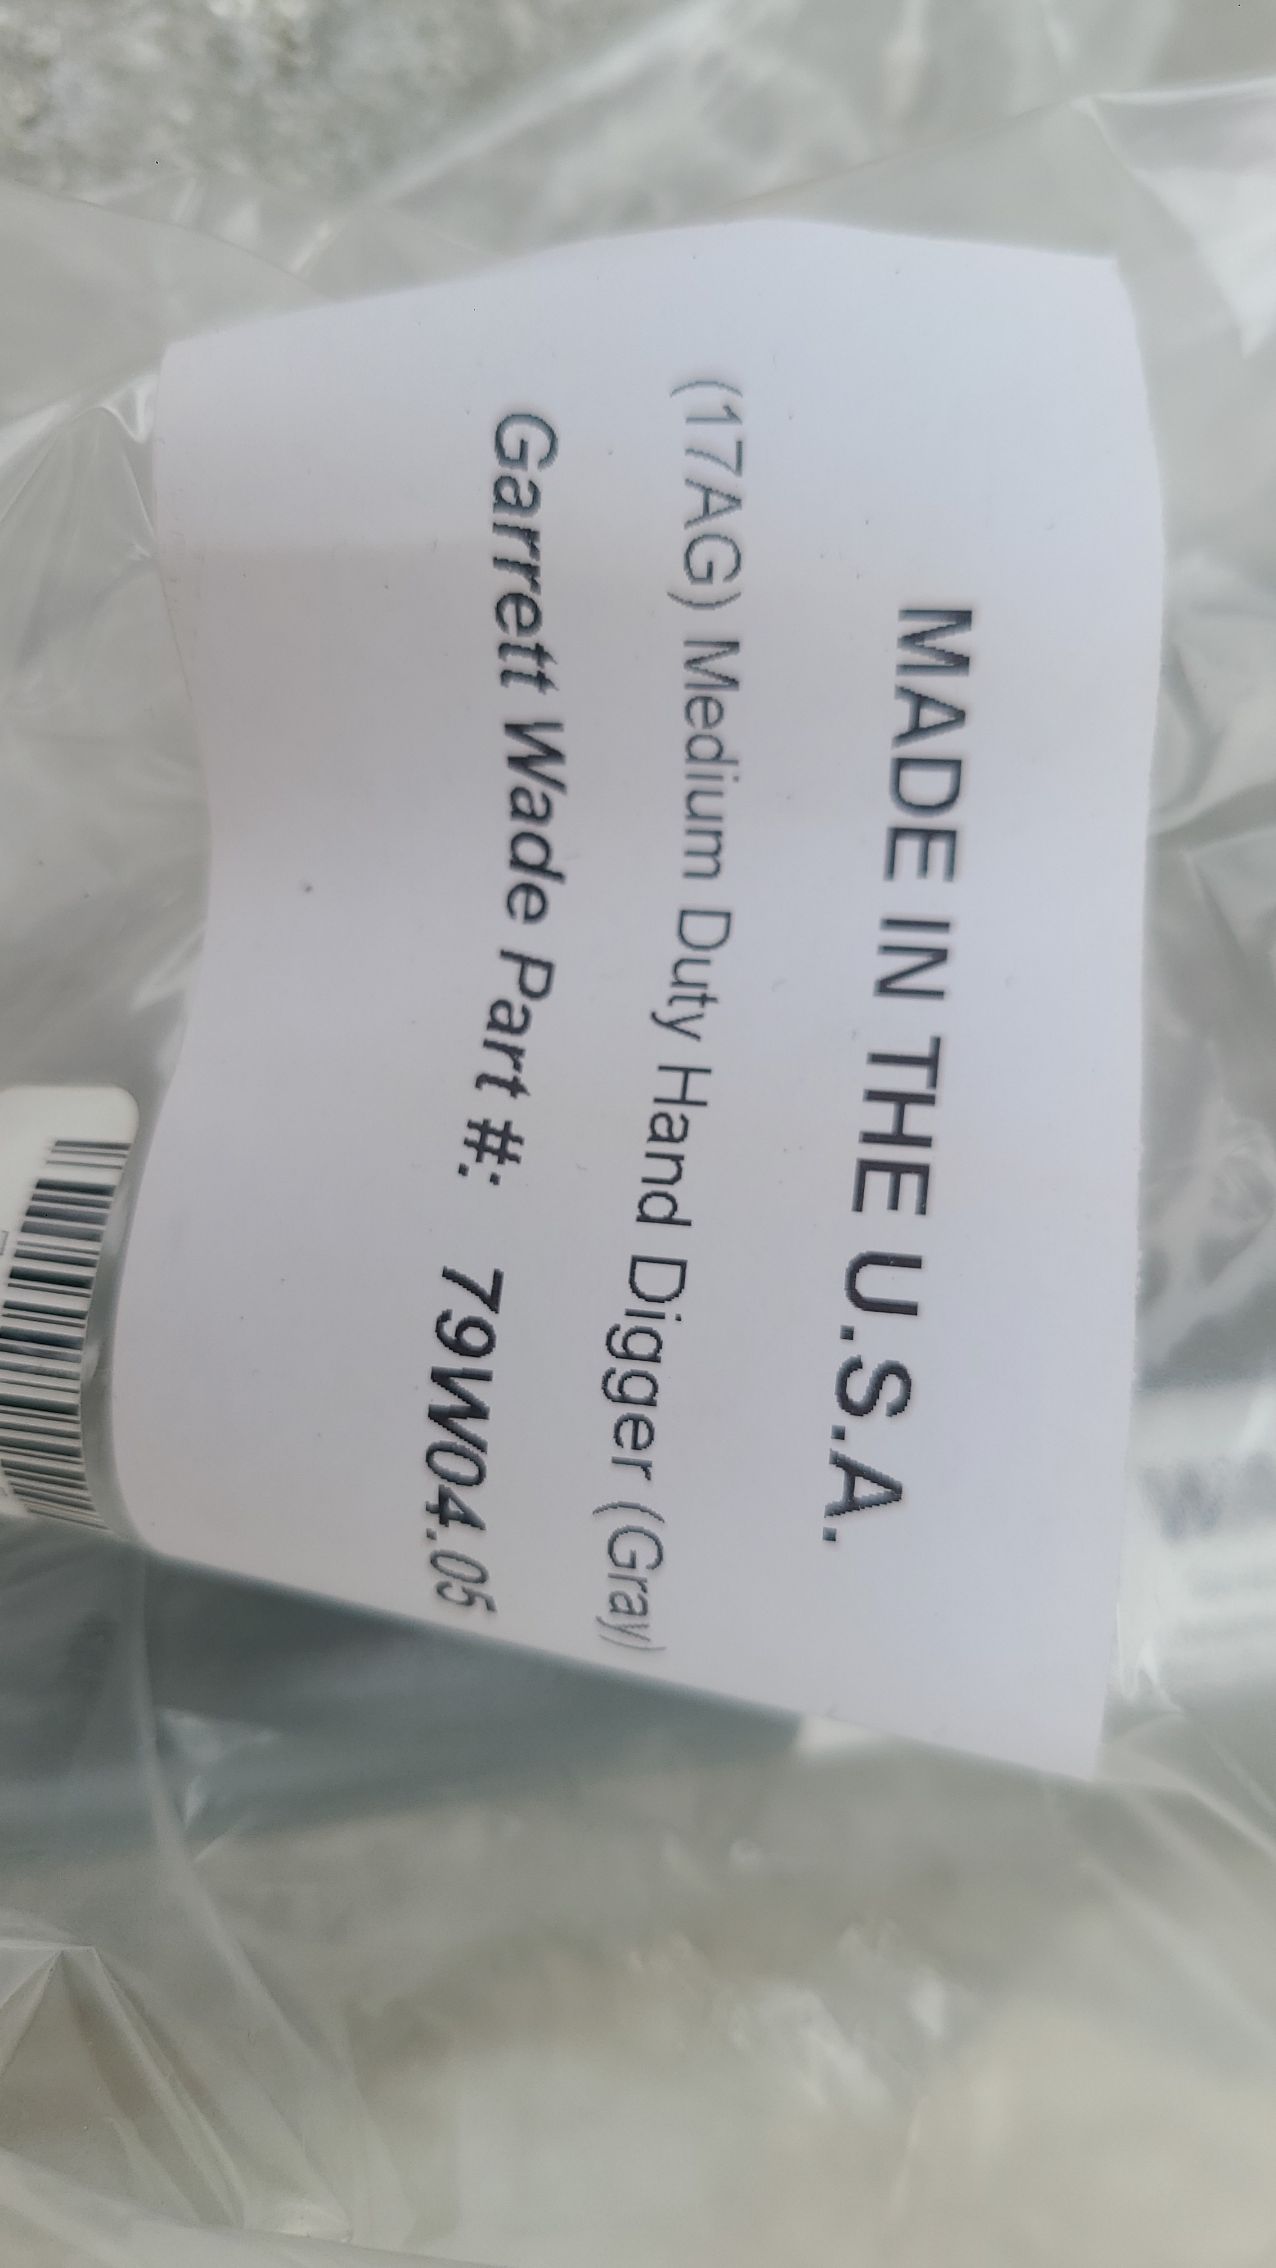 MADE IN THE U.S.A.
(17AG) Medium Duty Hand Digger (Gray)
Garrett Wade Part #: 79W04.05